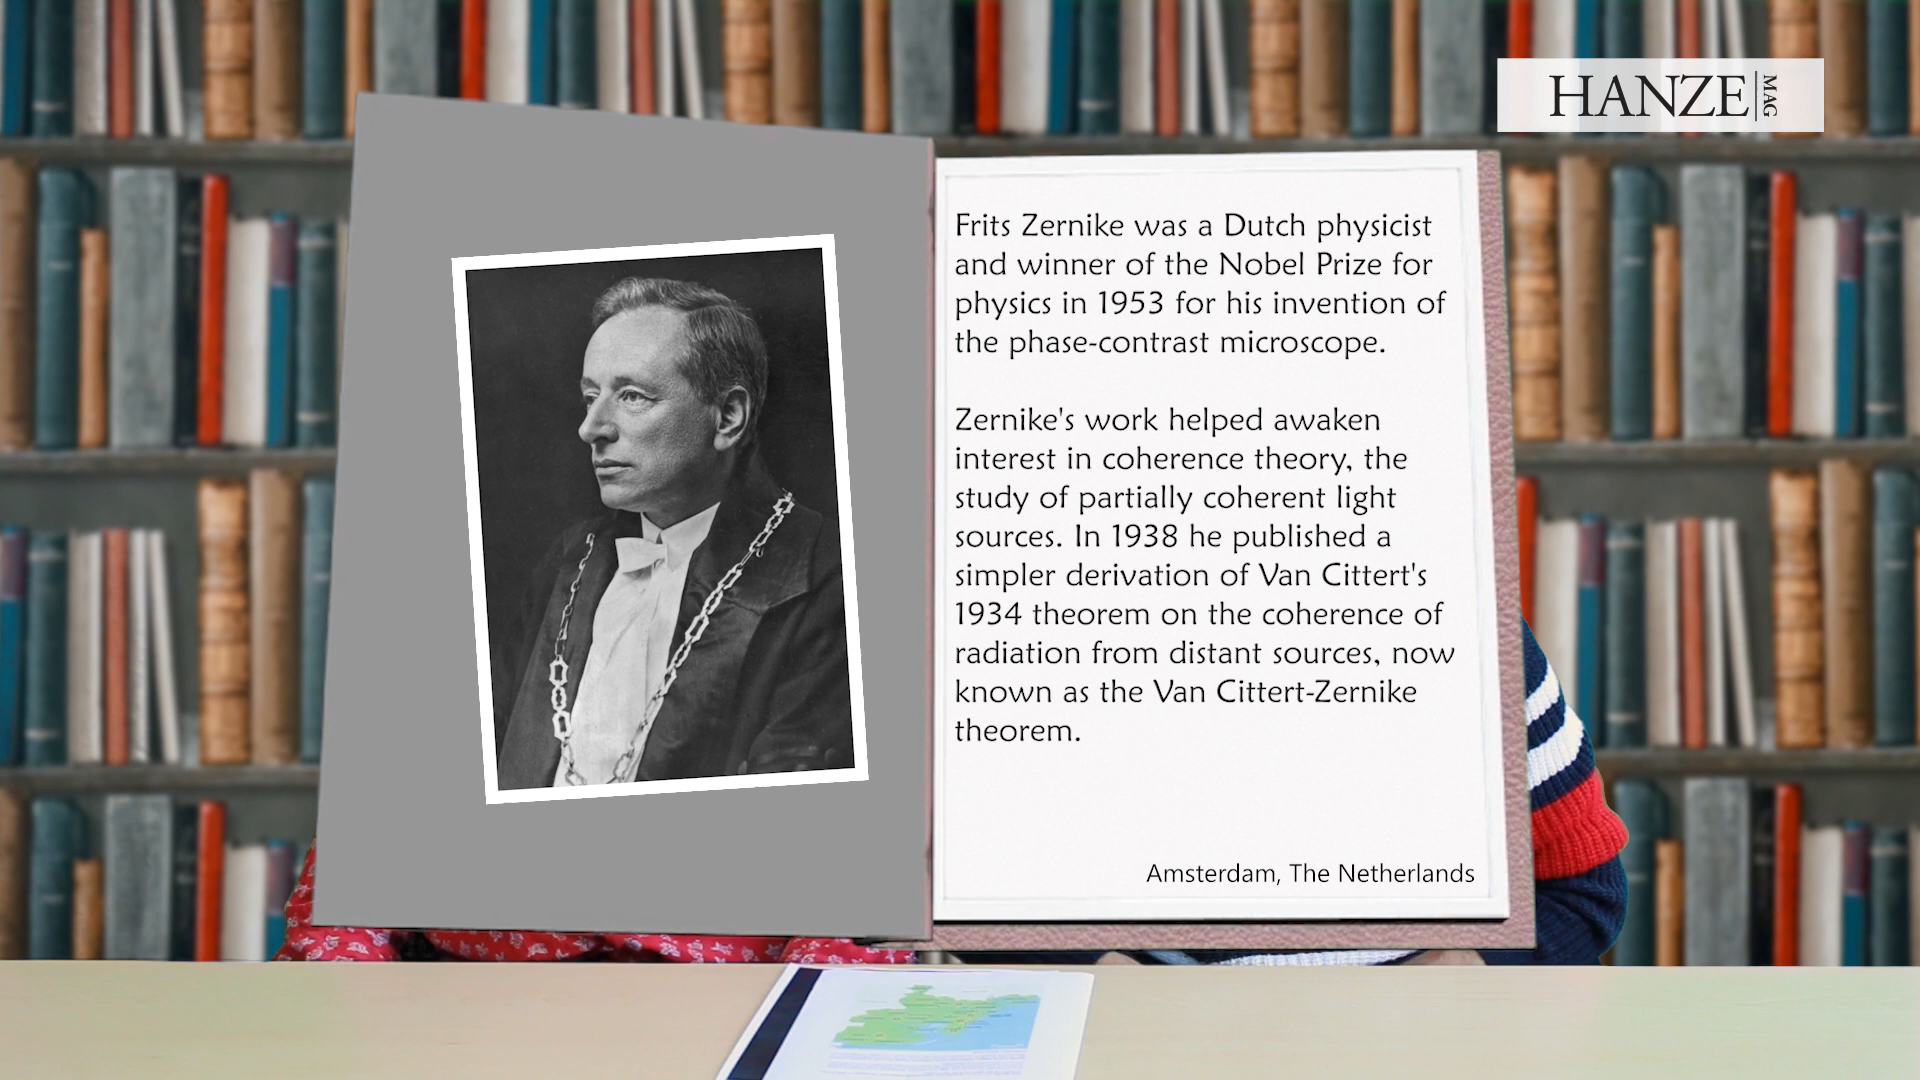 HANZE MAG
Frits Zernike was a Dutch physicist
and winner of the Nobel Prize for
physics in 1953 for his invention of
the phase-contrast microscope.
Zernike's work helped awaken
interest in coherence theory, the
study of partially coherent light
sources. In 1938 he published a
simpler derivation of Van Cittert's
1934 theorem on the coherence of
radiation from distant sources, now
known as the Van Cittert-Zernike
theorem.
Amsterdam, The Netherlands